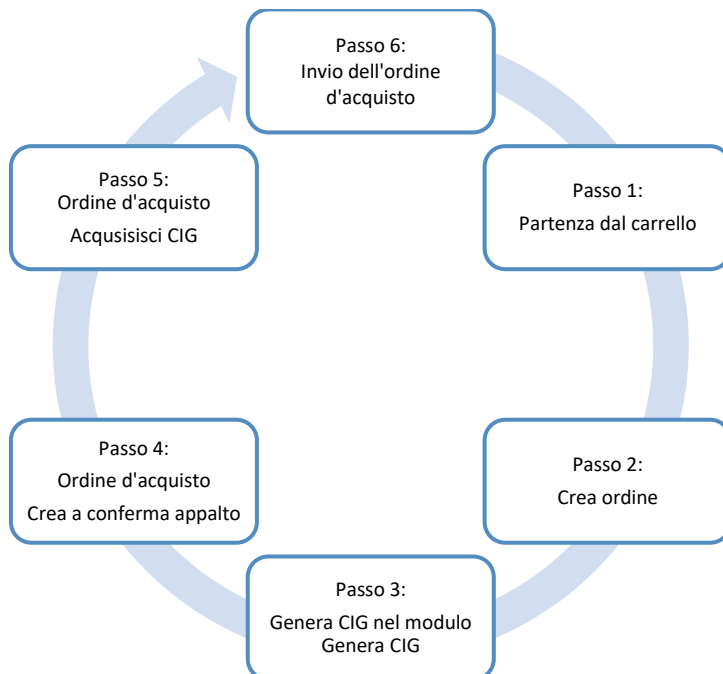 Passo 6:
Invio dell'ordine
d'acquisto
Passo 5:
Ordine d'acquisto
Acqusisisci CIG
Passo 1:
Partenza dal carrello
Passo 4:
Ordine d'acquisto
Crea a conferma appalto
Passo 2:
Crea ordine
Passo 3:
Genera CIG nel modulo
Genera CIG